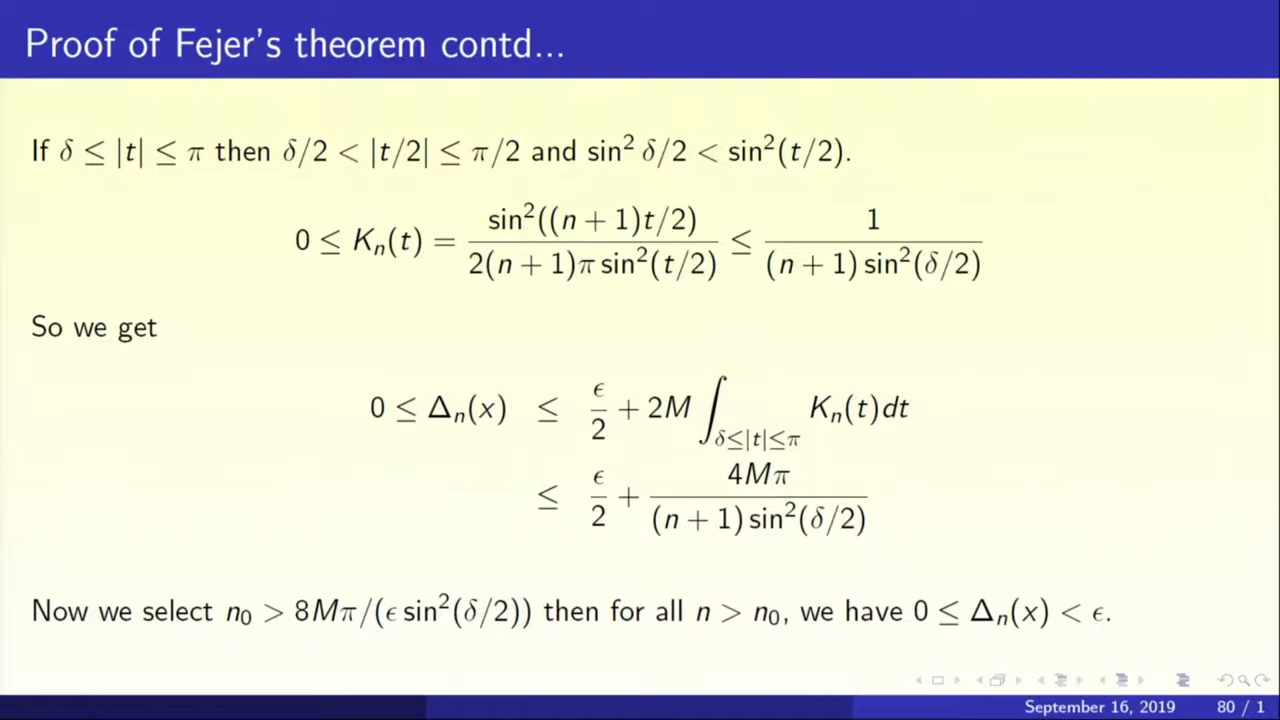 Proof of Fejer's theorem contd...
If δ ≤ |t| ≤ π then δ/2 < |t/2| ≤ π/2 and sin² δ/2 < sin²(t/2).
0 ≤ Kₙ(t) = sin²((n + 1)t/2) / 2(n + 1)π sin²(t/2) ≤ 1 / (n + 1) sin²(δ/2)
So we get
0 ≤ Δₙ(x) ≤ ϵ/2 + 2M ∫_{δ≤|t|≤π} Kₙ(t)dt
≤ ϵ/2 + 4Mπ / (n + 1) sin²(δ/2)
Now we select n₀ > 8Mπ/(ϵ sin²(δ/2)) then for all n > n₀, we have 0 ≤ Δₙ(x) < ϵ.
September 16, 2019 80 / 1